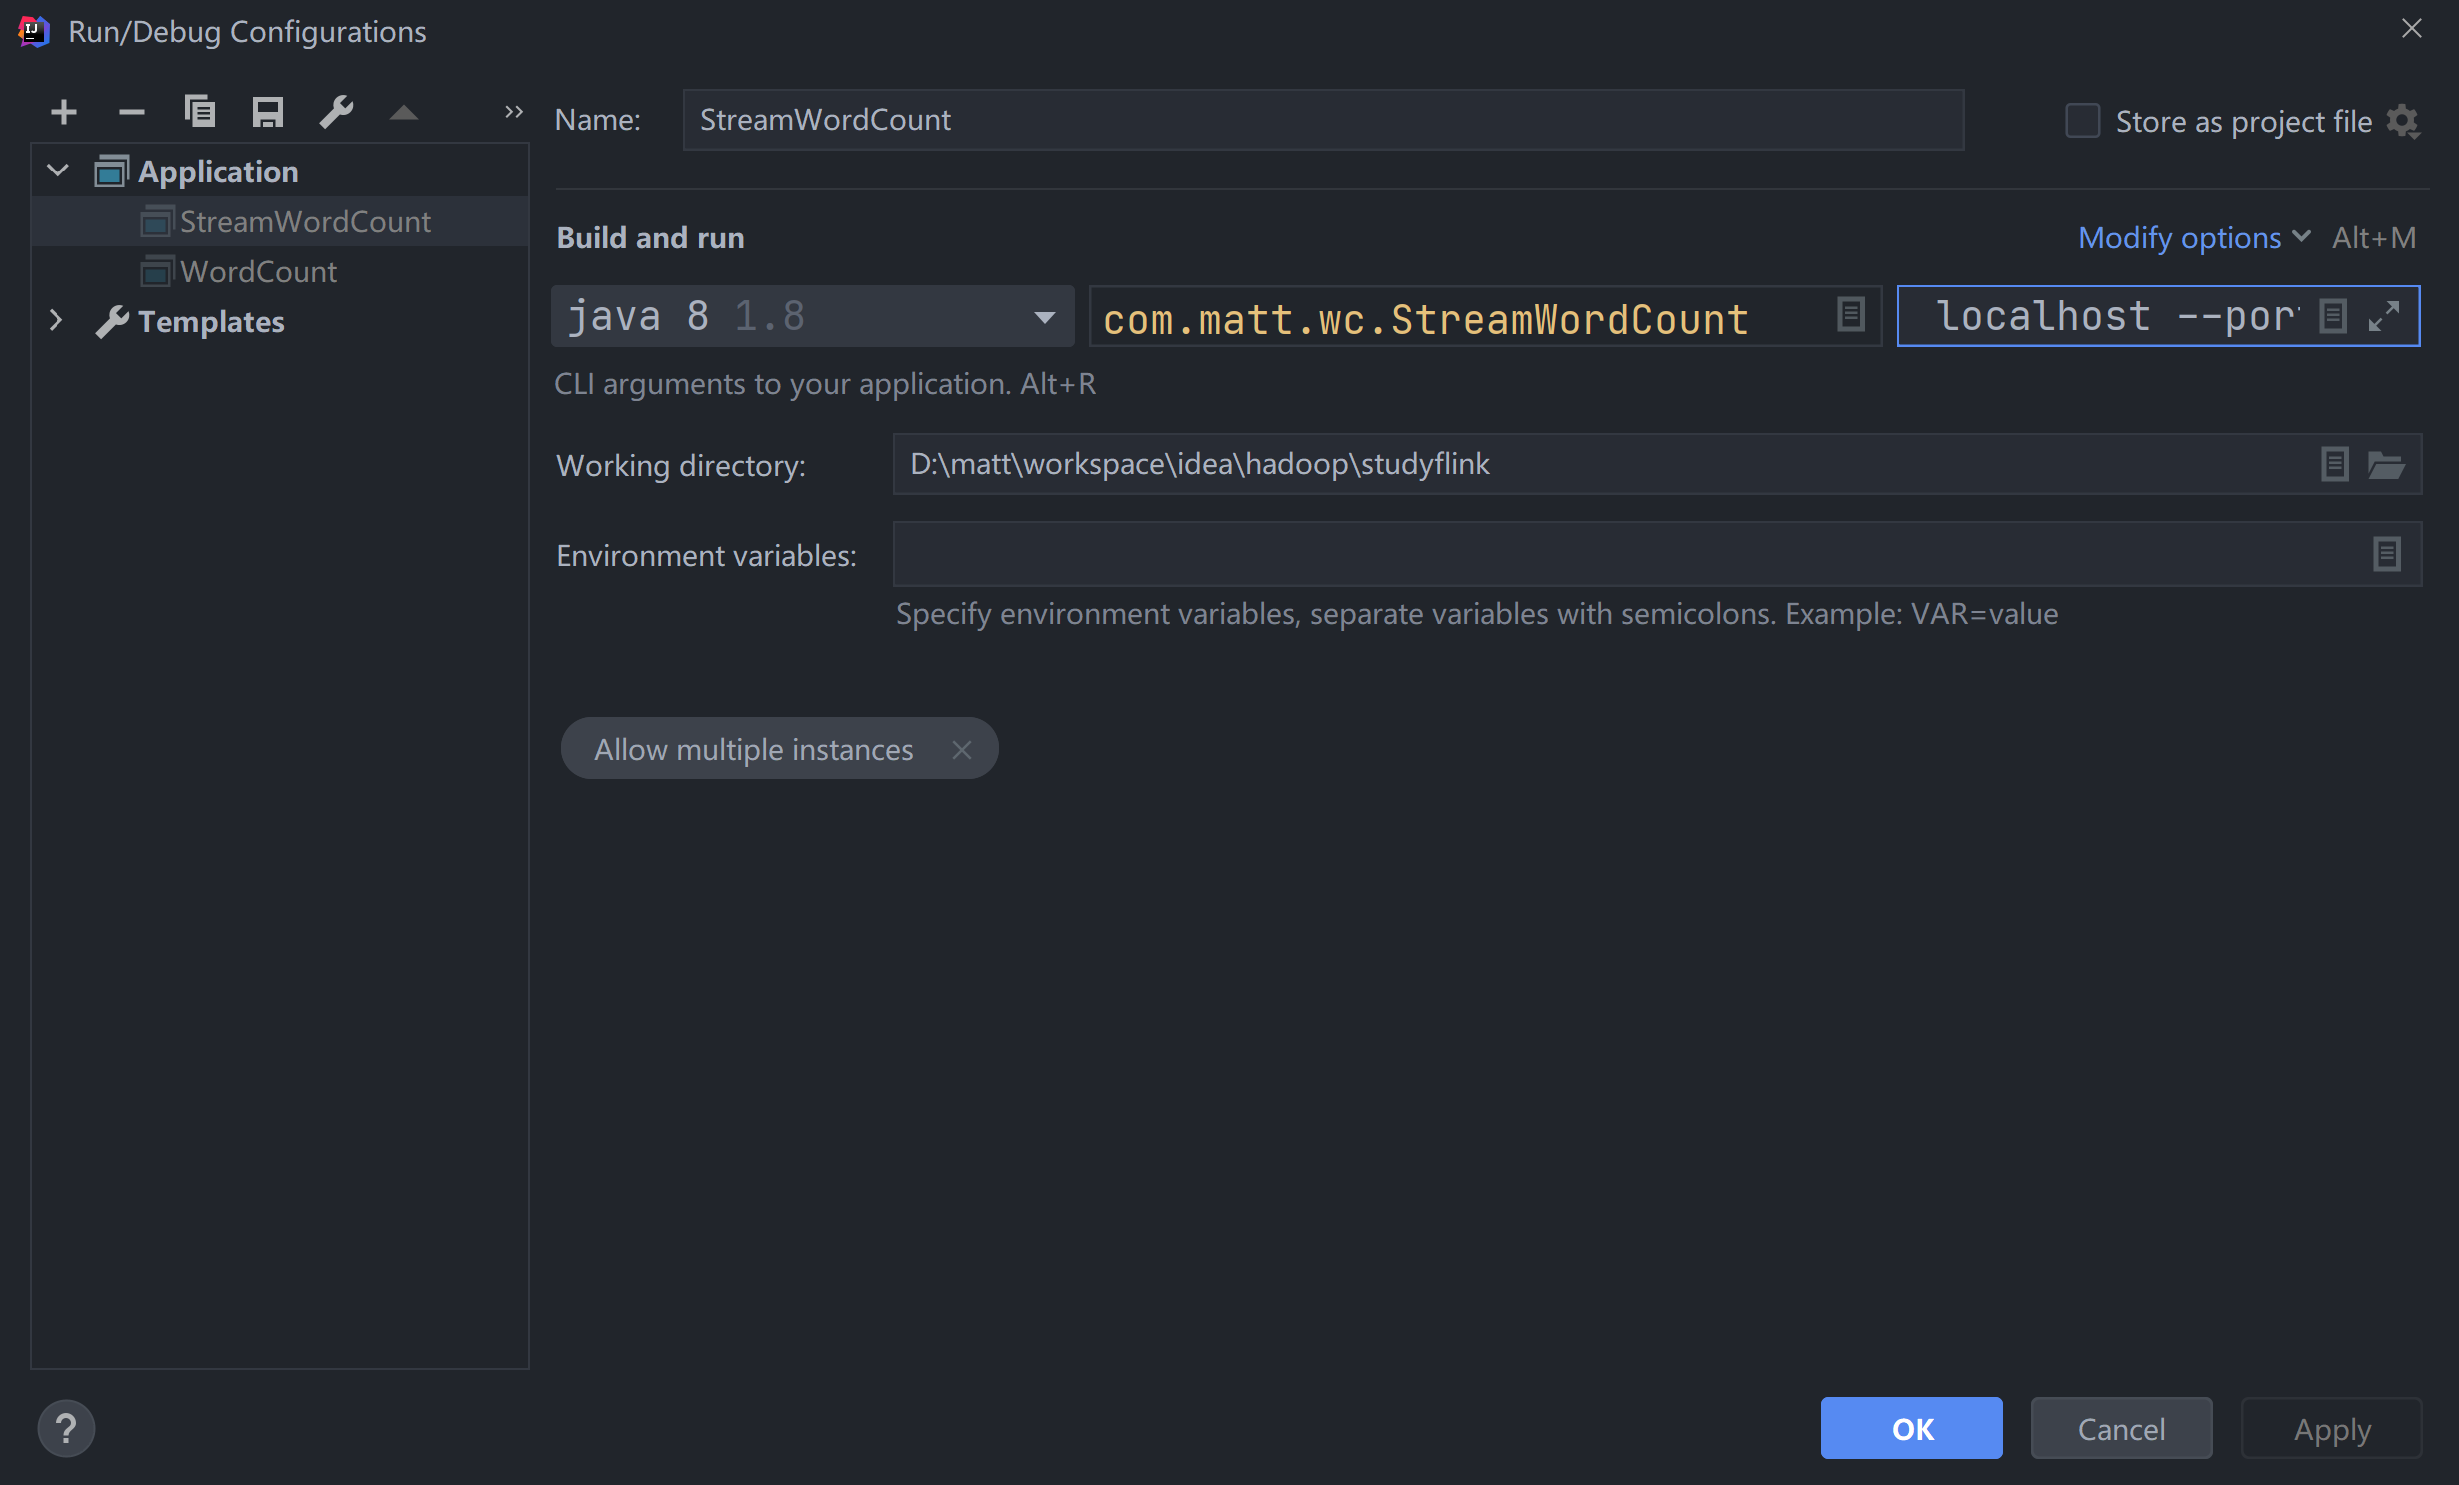 Run/Debug Configurations
Name: StreamWordCount Store as project file
Application
StreamWordCount
WordCount
Templates
Build and run Modify options Alt+M
java 8 1.8 com.matt.wc.StreamWordCount localhost --por
CLI arguments to your application. Alt+R
Working directory: D:\matt\workspace\idea\hadoop\studyflink
Environment variables:
Specify environment variables, separate variables with semicolons. Example: VAR=value
Allow multiple instances
? OK Cancel Apply